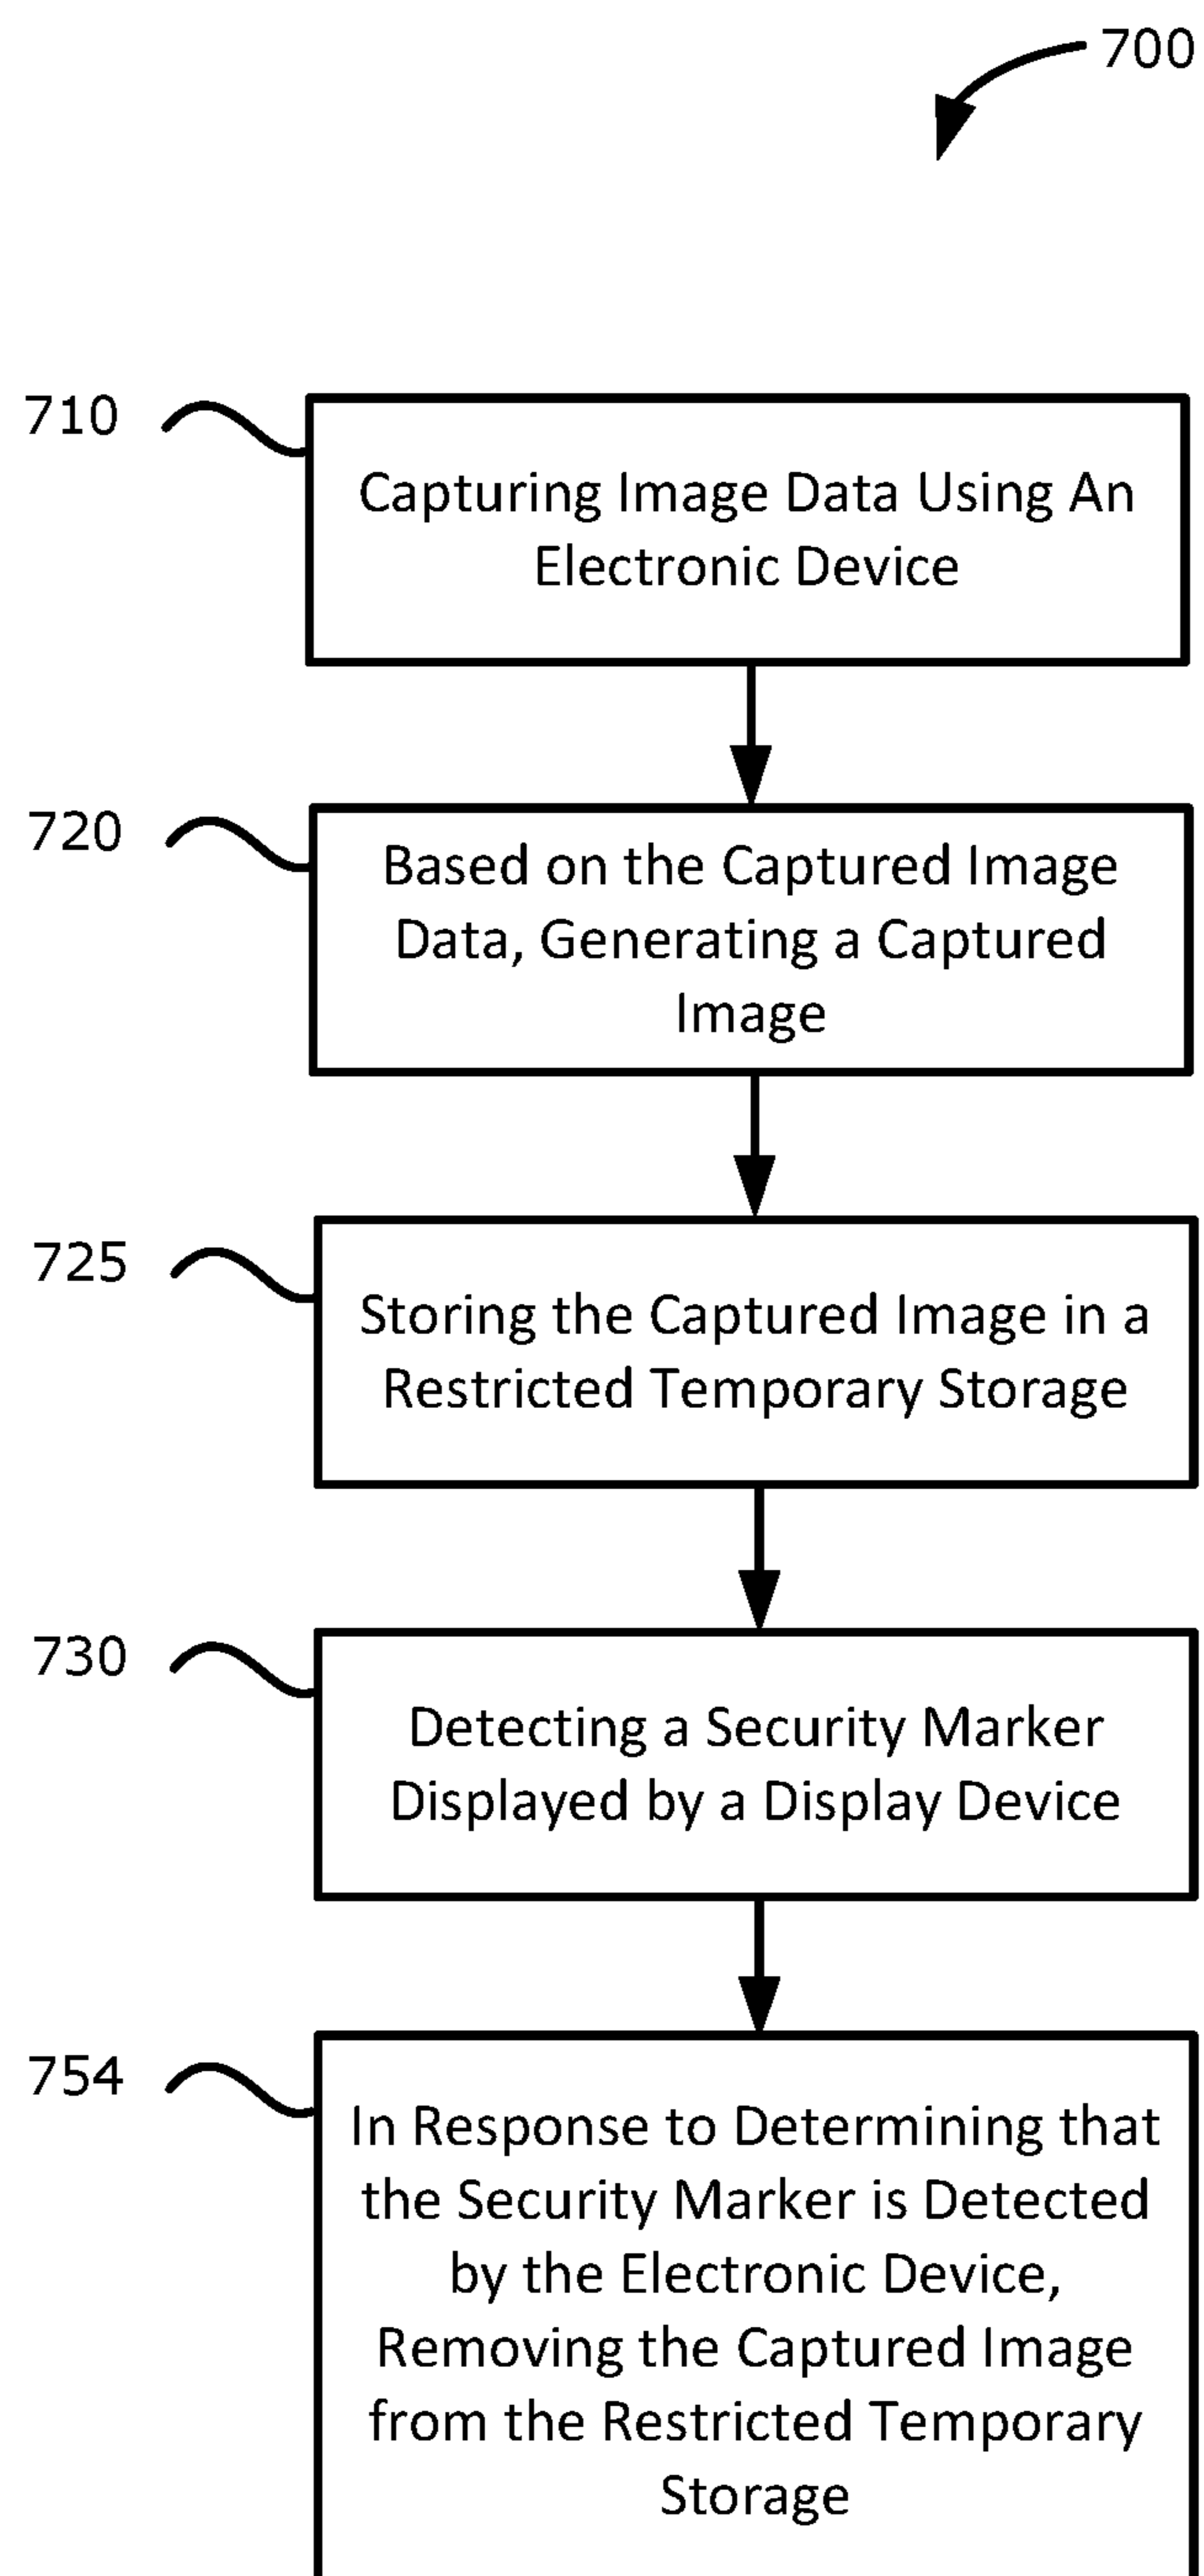 700
710
Capturing Image Data Using An
Electronic Device
720
Based on the Captured Image
Data, Generating a Captured
Image
725
Storing the Captured Image in a
Restricted Temporary Storage
730
Detecting a Security Marker
Displayed by a Display Device
754
In Response to Determining that
the Security Marker is Detected
by the Electronic Device,
Removing the Captured Image
from the Restricted Temporary
Storage